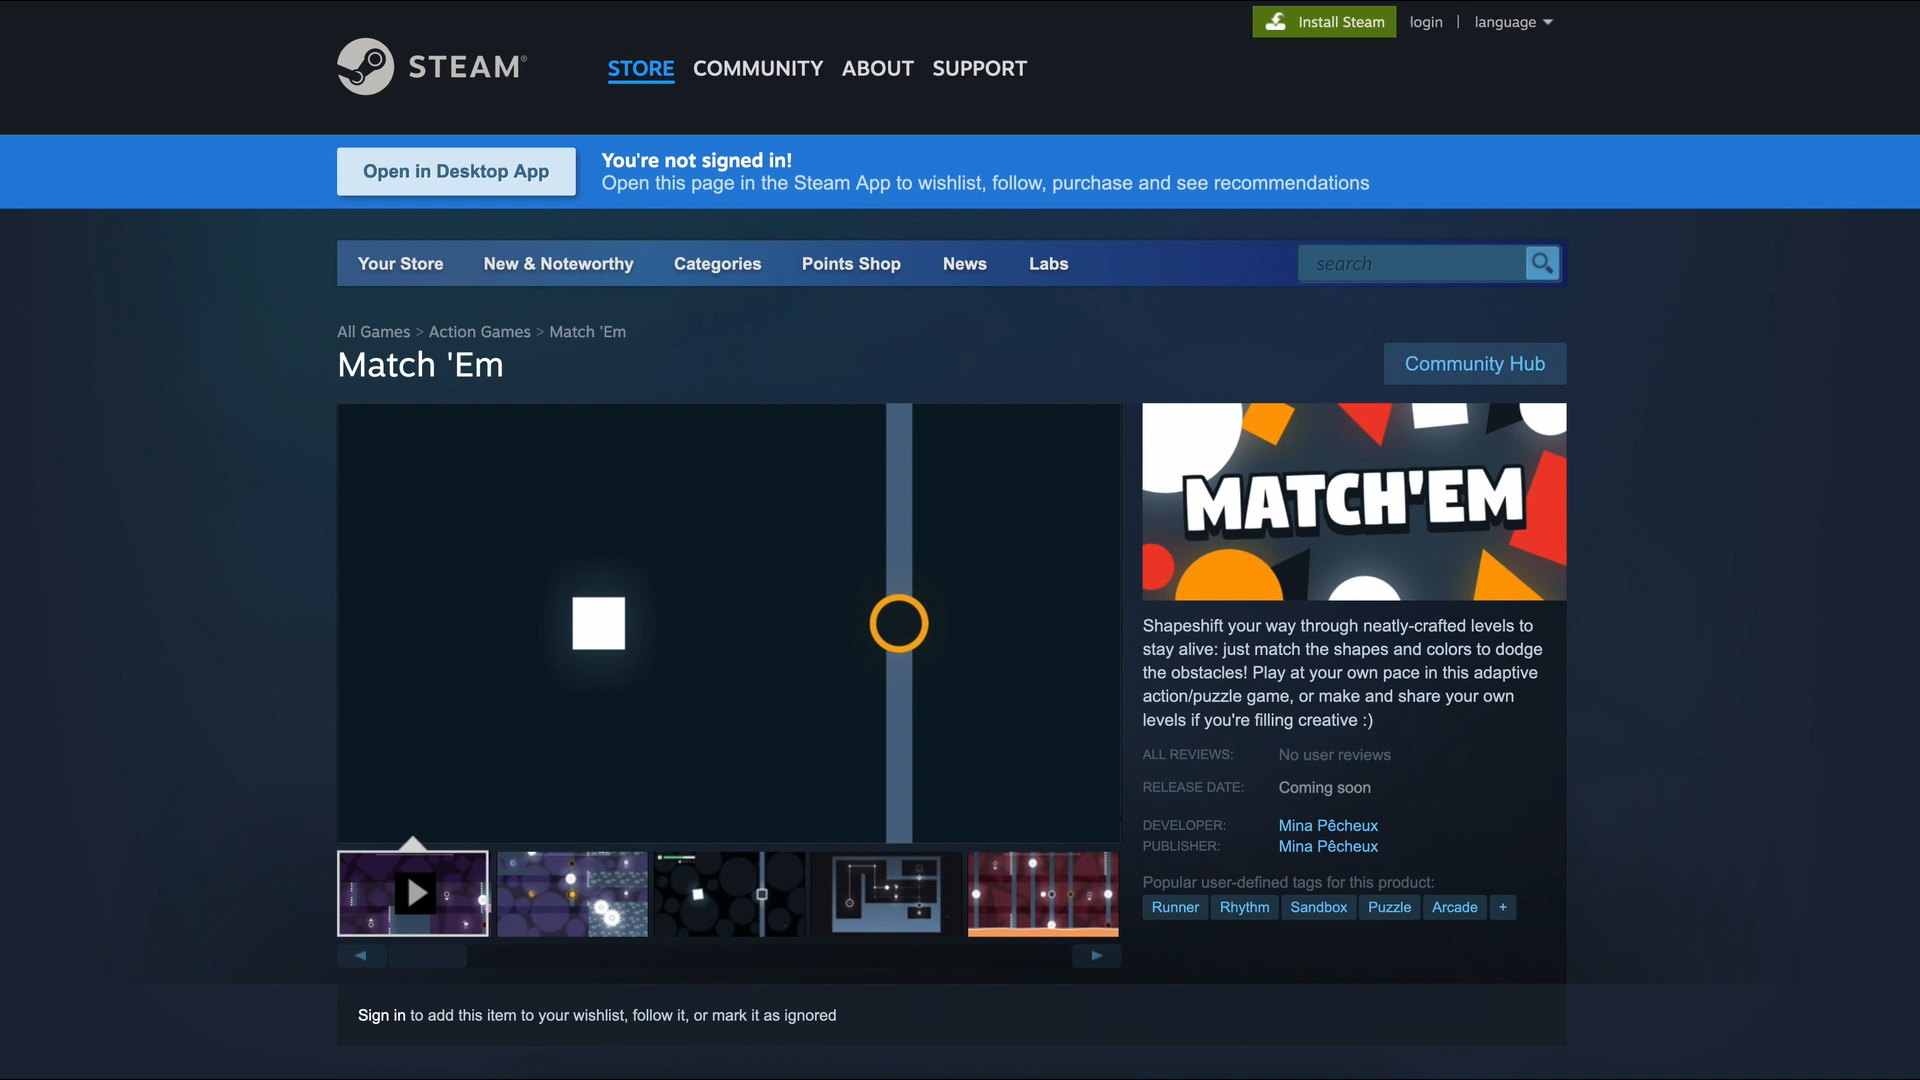 Install Steam
login | language
STEAM®
STORE COMMUNITY ABOUT SUPPORT
Open in Desktop App
You're not signed in!
Open this page in the Steam App to wishlist, follow, purchase and see recommendations
Your Store New & Noteworthy Categories Points Shop News Labs
search
All Games > Action Games > Match 'Em
Match 'Em
Community Hub
MATCH'EM
Shapeshift your way through neatly-crafted levels to
stay alive: just match the shapes and colors to dodge
the obstacles! Play at your own pace in this adaptive
action/puzzle game, or make and share your own
levels if you're filling creative :)
ALL REVIEWS: No user reviews
RELEASE DATE: Coming soon
DEVELOPER: Mina Pêcheux
PUBLISHER: Mina Pêcheux
Popular user-defined tags for this product:
Runner Rhythm Sandbox Puzzle Arcade +
Sign in to add this item to your wishlist, follow it, or mark it as ignored